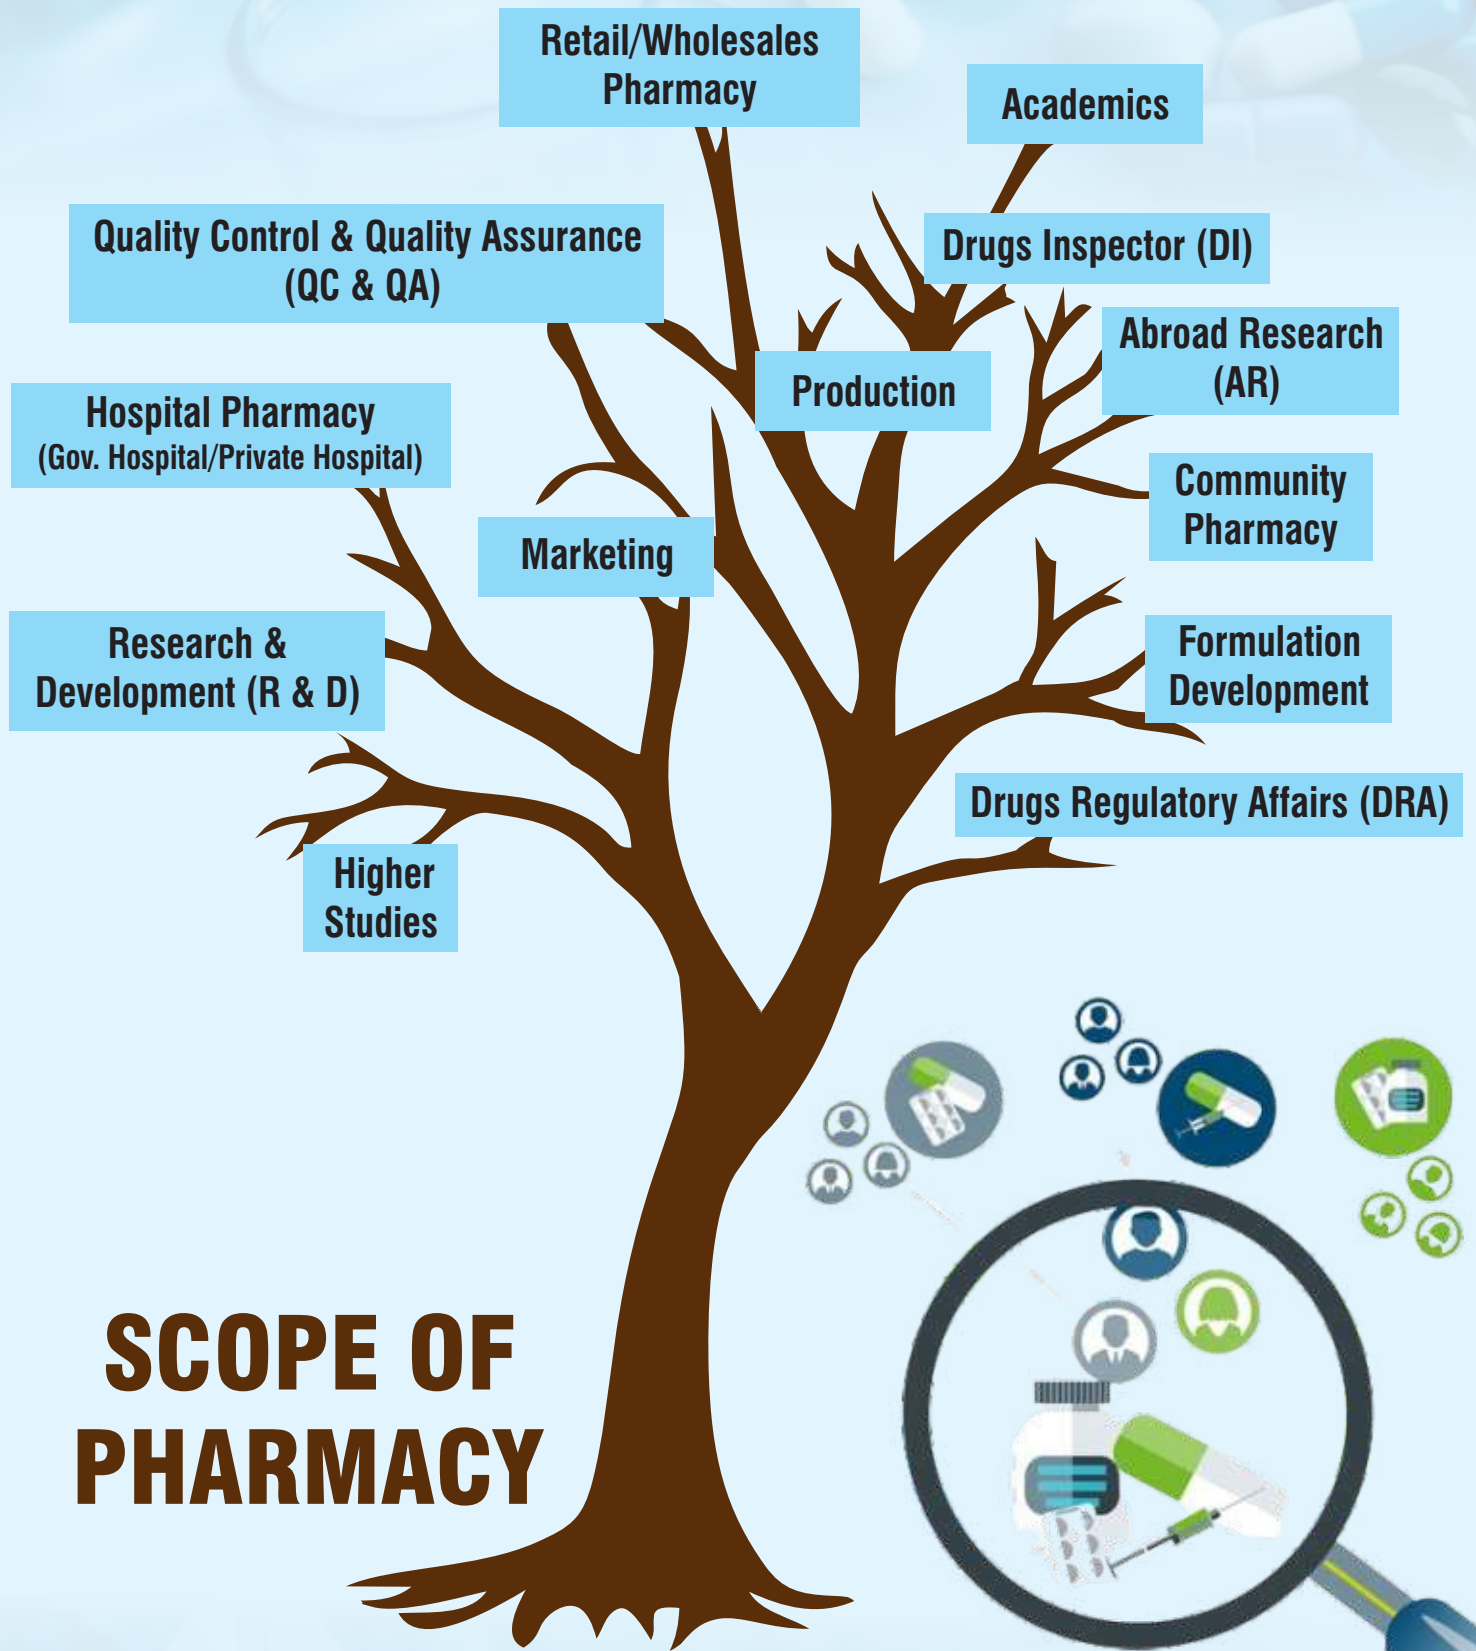 Retail/Wholesales
Pharmacy
Academics
Quality Control & Quality Assurance
(QC & QA)
Drugs Inspector (DI)
Abroad Research
(AR)
Production
Hospital Pharmacy
(Gov. Hospital/Private Hospital)
Community
Pharmacy
Marketing
Research &
Development (R & D)
Formulation
Development
Drugs Regulatory Affairs (DRA)
Higher
Studies
SCOPE OF
PHARMACY